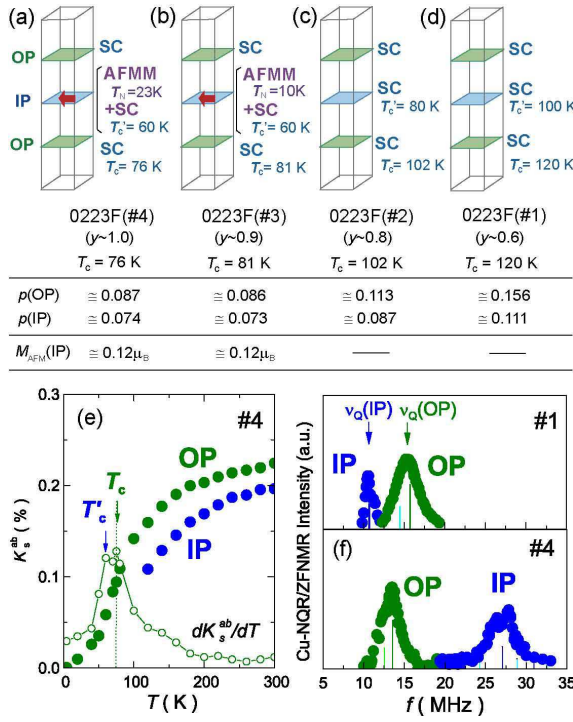 (a) (b) (c) (d)
OP SC SC SC SC
AFMM AFMM
T_N=23K T_N=10K
IP +SC +SC SC SC
T_c'= 60 K T_c'= 60 K T_c'= 80 K T_c'= 100 K
OP SC SC SC SC
T_c= 76 K T_c= 81 K T_c= 102 K T_c= 120 K
0223F(#4) 0223F(#3) 0223F(#2) 0223F(#1)
(y~1.0) (y~0.9) (y~0.8) (y~0.6)
T_c = 76 K T_c = 81 K T_c = 102 K T_c = 120 K
p(OP) ≅ 0.087 ≅ 0.086 ≅ 0.113 ≅ 0.156
p(IP) ≅ 0.074 ≅ 0.073 ≅ 0.087 ≅ 0.111
M_AFM(IP) ≅ 0.12μ_B ≅ 0.12μ_B —— ——
(e) #4
OP
IP
T_c
T'_c
dK_s^ab/dT
K_s^ab (%)
0.3
0.2
0.1
0.0
0 100 200 300
T (K)
ν_Q(IP) ν_Q(OP)
#1
IP OP
(f) #4
OP IP
Cu-NQR/ZFNMR Intensity (a.u.)
5 10 15 20 25 30 35
f (MHz)